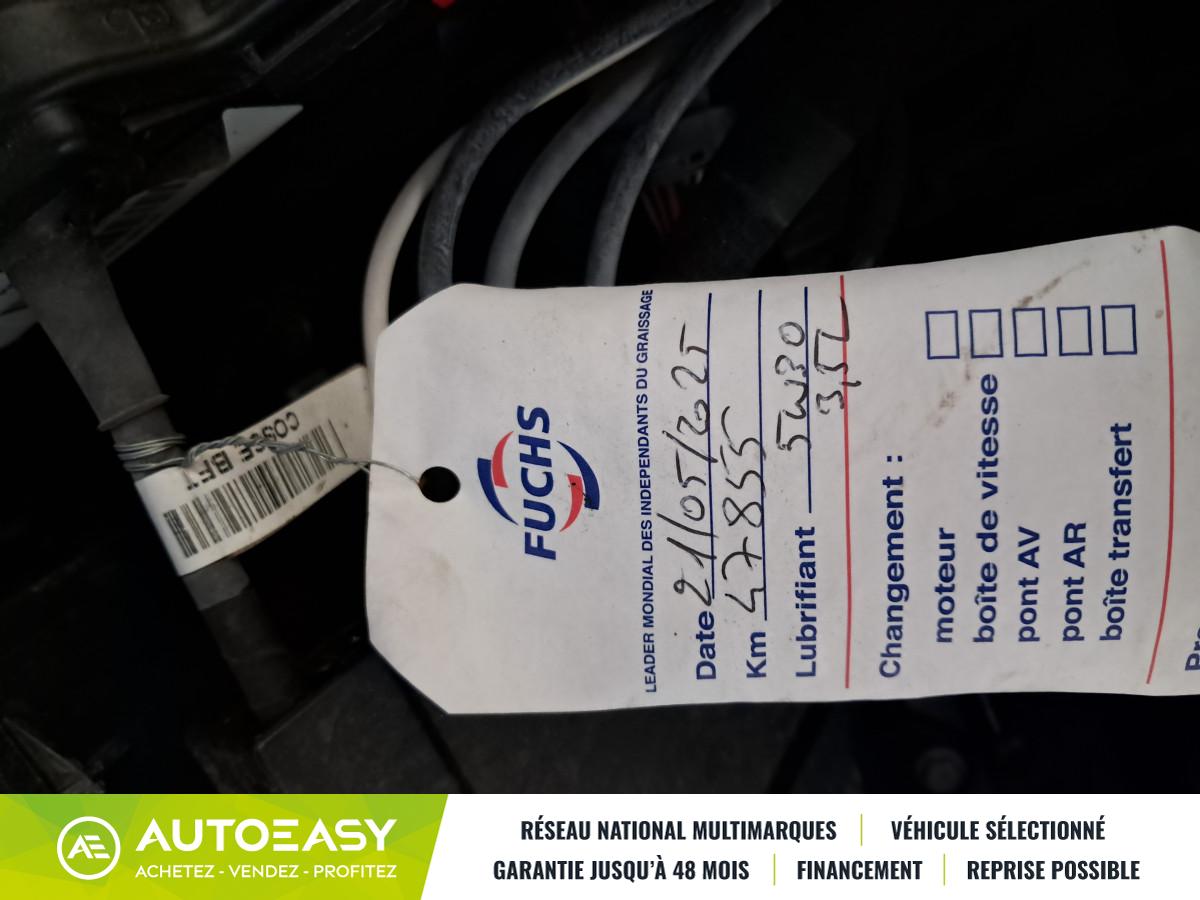 FUCHS
LEADER MONDIAL DES INDEPENDANTS DU GRAISSAGE
Date 21/05/2025
Km 47855
Lubrifiant 5W30
3,5L
Changement :
moteur
boîte de vitesse
pont AV
pont AR
boîte transfert
AE AUTOEASY
ACHETEZ - VENDEZ - PROFITEZ
RÉSEAU NATIONAL MULTIMARQUES
VÉHICULE SÉLECTIONNÉ
GARANTIE JUSQU'À 48 MOIS
FINANCEMENT
REPRISE POSSIBLE